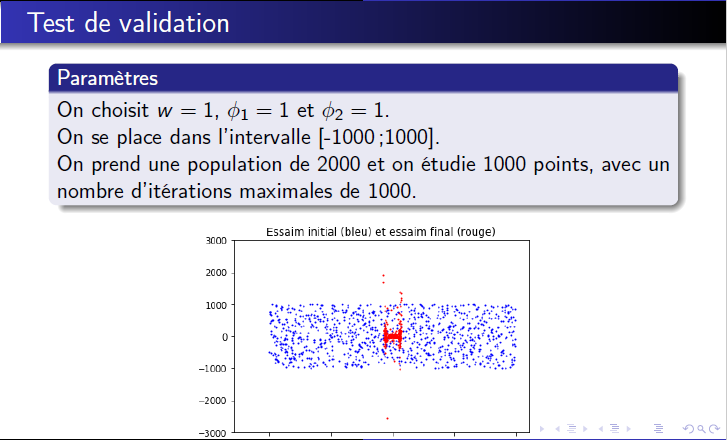 Test de validation
Paramètres
On choisit w = 1, ϕ₁ = 1 et ϕ₂ = 1.
On se place dans l'intervalle [-1000 ;1000].
On prend une population de 2000 et on étudie 1000 points, avec un
nombre d'itérations maximales de 1000.
Essaim initial (bleu) et essaim final (rouge)
3000
2000
1000
0
−1000
−2000
−3000